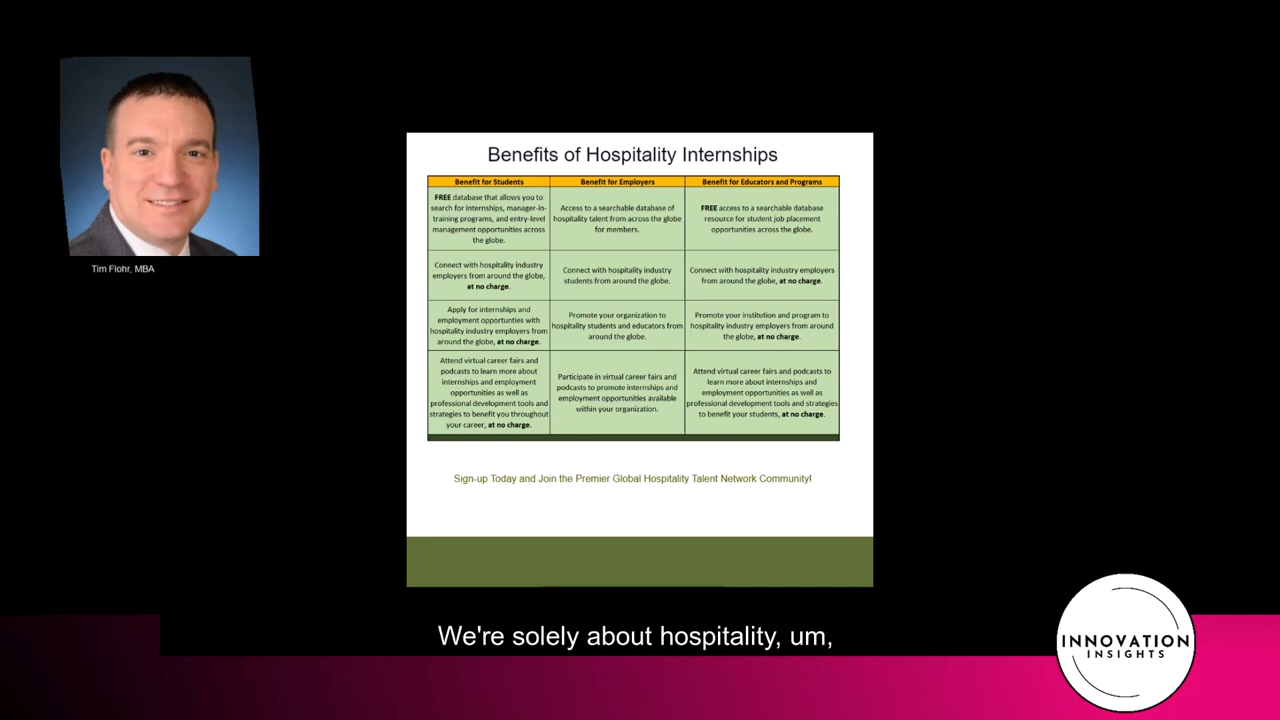 Tim Flohr, MBA
Benefits of Hospitality Internships
Benefit for Students
FREE database that allows you to
search for internships, manager-in-
training programs, and entry-level
management opportunities across
the globe.
Connect with hospitality industry
employers from around the globe,
at no charge.
Apply for internships and
employment opportunties with
hospitality industry employers from
around the globe, at no charge.
Attend virtual career fairs and
podcasts to learn more about
internships and employment
opportunities as well as
professional development tools and
strategies to benefit you throughout
your career, at no charge.
Benefit for Employers
Access to a searchable database of
hospitality talent from across the globe
for members.
Connect with hospitality industry
students from around the globe.
Promote your organization to
hospitality students and educators from
around the globe.
Participate in virtual career fairs and
podcasts to promote internships and
employment opportunities available
within your organization.
Benefit for Educators and Programs
FREE access to a searchable database
resource for student job placement
opportunities across the globe.
Connect with hospitality industry employers
from around the globe, at no charge.
Promote your institution and program to
hospitality industry employers from around
the globe, at no charge.
Attend virtual career fairs and podcasts to
learn more about internships and
employment opportunities as well as
professional development tools and strategies
to benefit your students, at no charge.
Sign-up Today and Join the Premier Global Hospitality Talent Network Community!
We're solely about hospitality, um,
INNOVATION
INSIGHTS